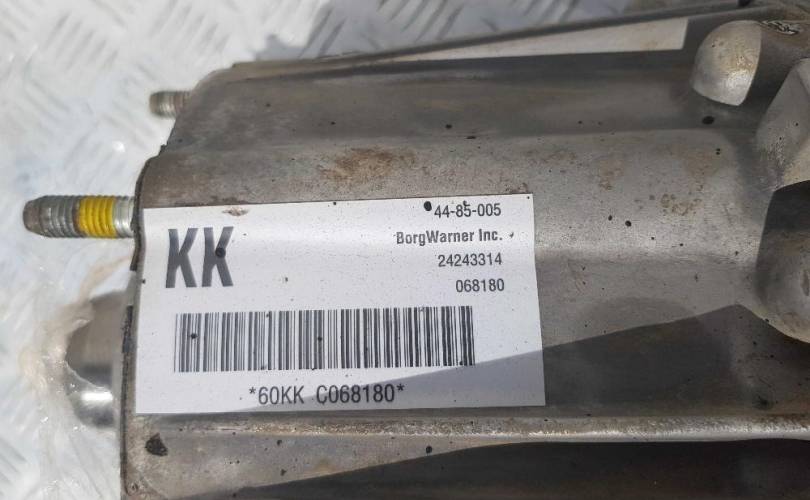 44-85-005
KK
BorgWarner Inc.
24243314
068180
*60KK C068180*